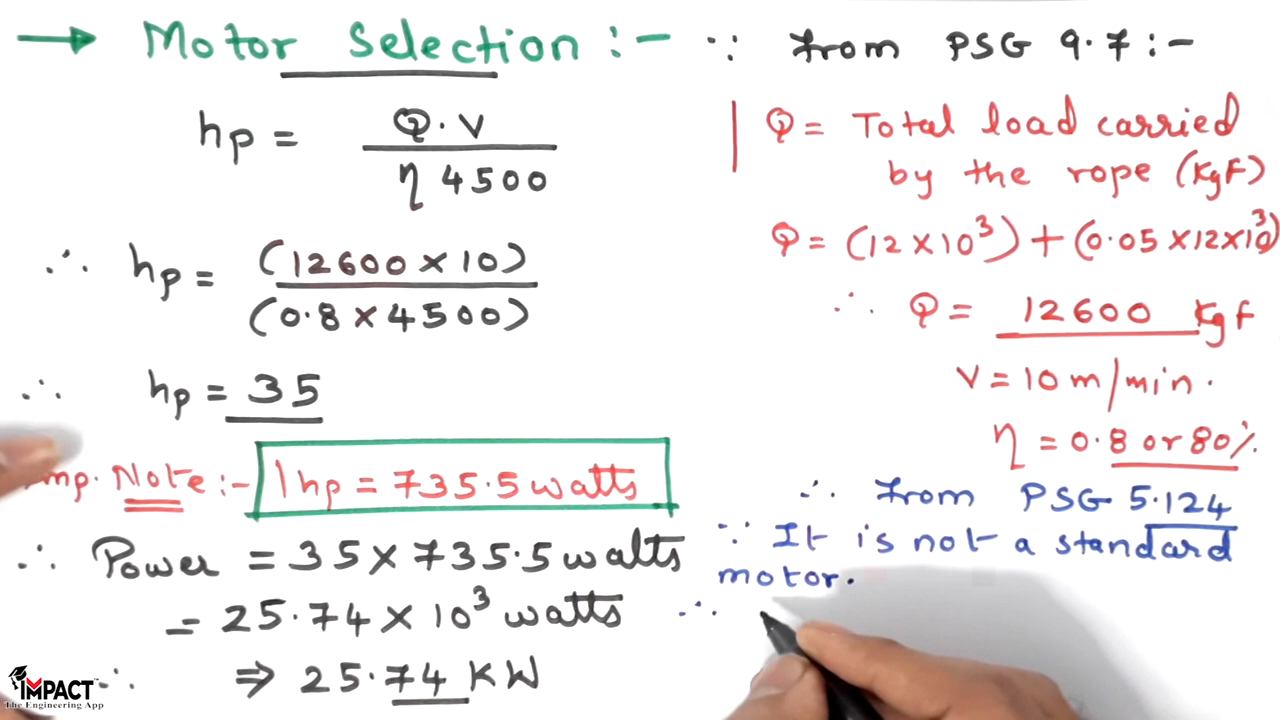 → Motor Selection :-
hp = Q.V / η 4500
∴ hp = (12600 × 10) / (0.8 × 4500)
∴ hp = 35
Imp. Note :- 1 hp = 735.5 watts
∴ Power = 35 × 735.5 watts
= 25.74 × 10³ watts
∴ ⇒ 25.74 KW
∵ from PSG 9.7 :-
Q = Total load carried
by the rope (KgF)
Q = (12×10³) + (0.05×12×10³)
∴ Q = 12600 KgF
V = 10 m/min.
η = 0.8 or 80%.
∴ from PSG 5.124
∵ It is not a standard
motor.
∴
IMPACT
The Engineering App